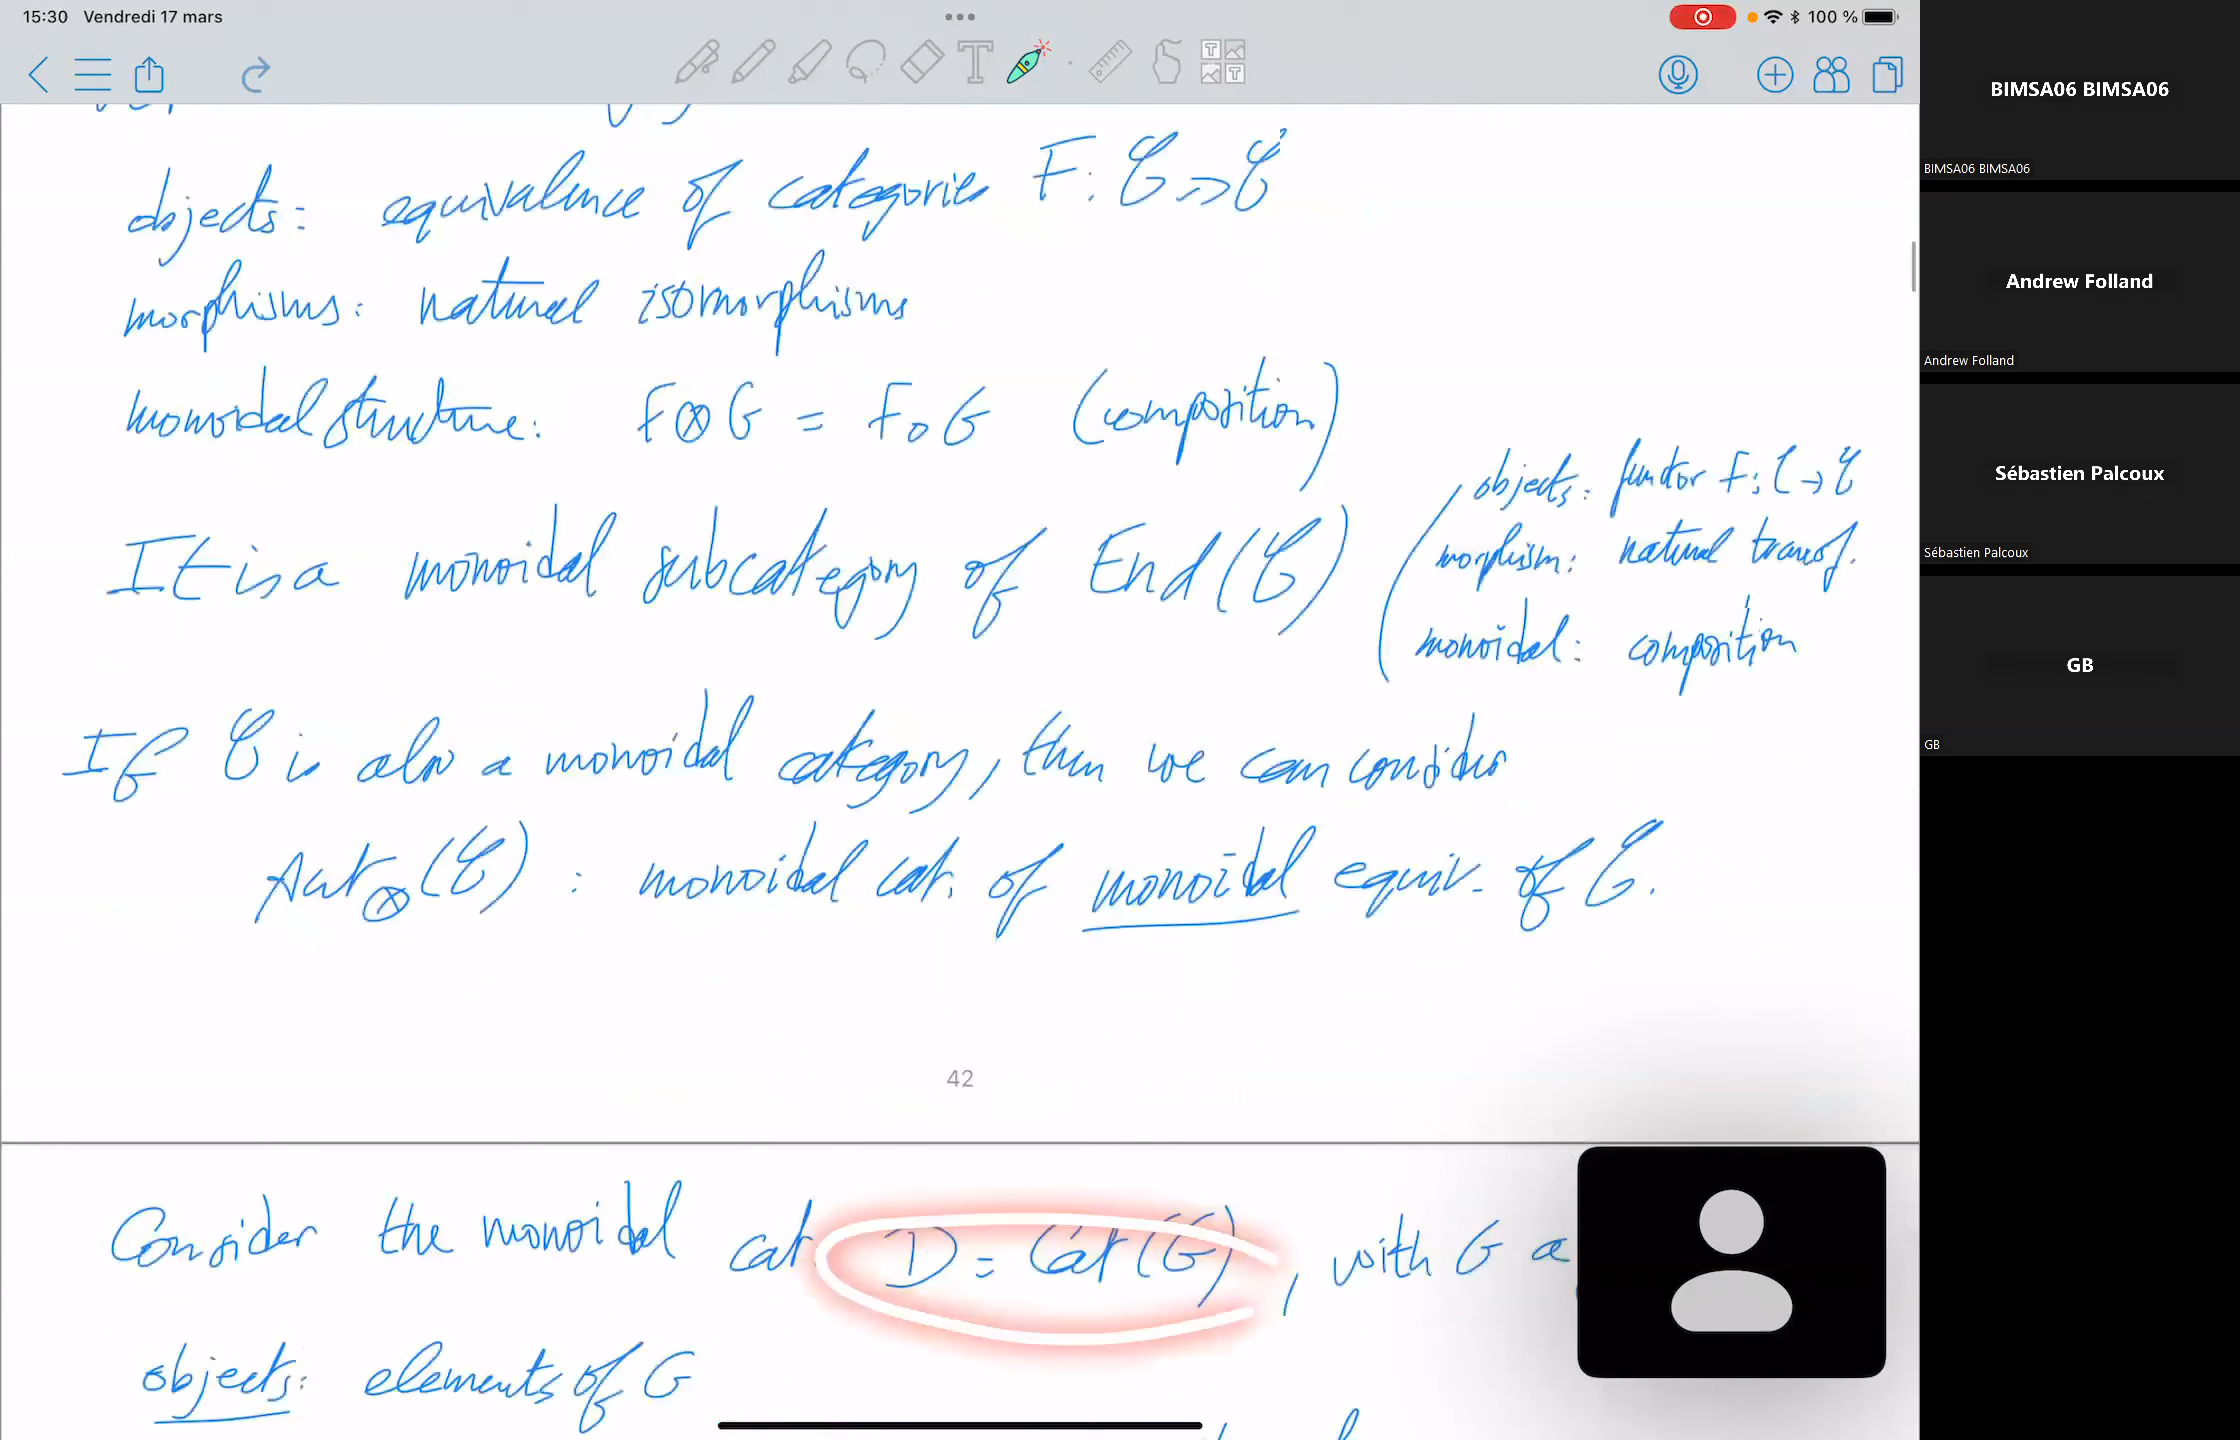 15:30 Vendredi 17 mars
100 %
objects: equivalence of categories F: 𝒞 → 𝒞
morphisms: natural isomorphisms
monoidal structure: F⊗G = F∘G (composition)
It is a monoidal subcategory of End(𝒞)
objects: functor F: 𝒞 → 𝒞
morphism: natural transf.
monoïdal: composition
If 𝒞 is also a monoidal category, then we can consider
Aut⊗(𝒞) : monoidal cat. of monoïdal equiv. of 𝒞.
42
Consider the monoidal cat D = Cat(G), with G a
objects: elements of G
BIMSA06 BIMSA06
BIMSA06 BIMSA06
Andrew Folland
Andrew Folland
Sébastien Palcoux
Sébastien Palcoux
GB
GB